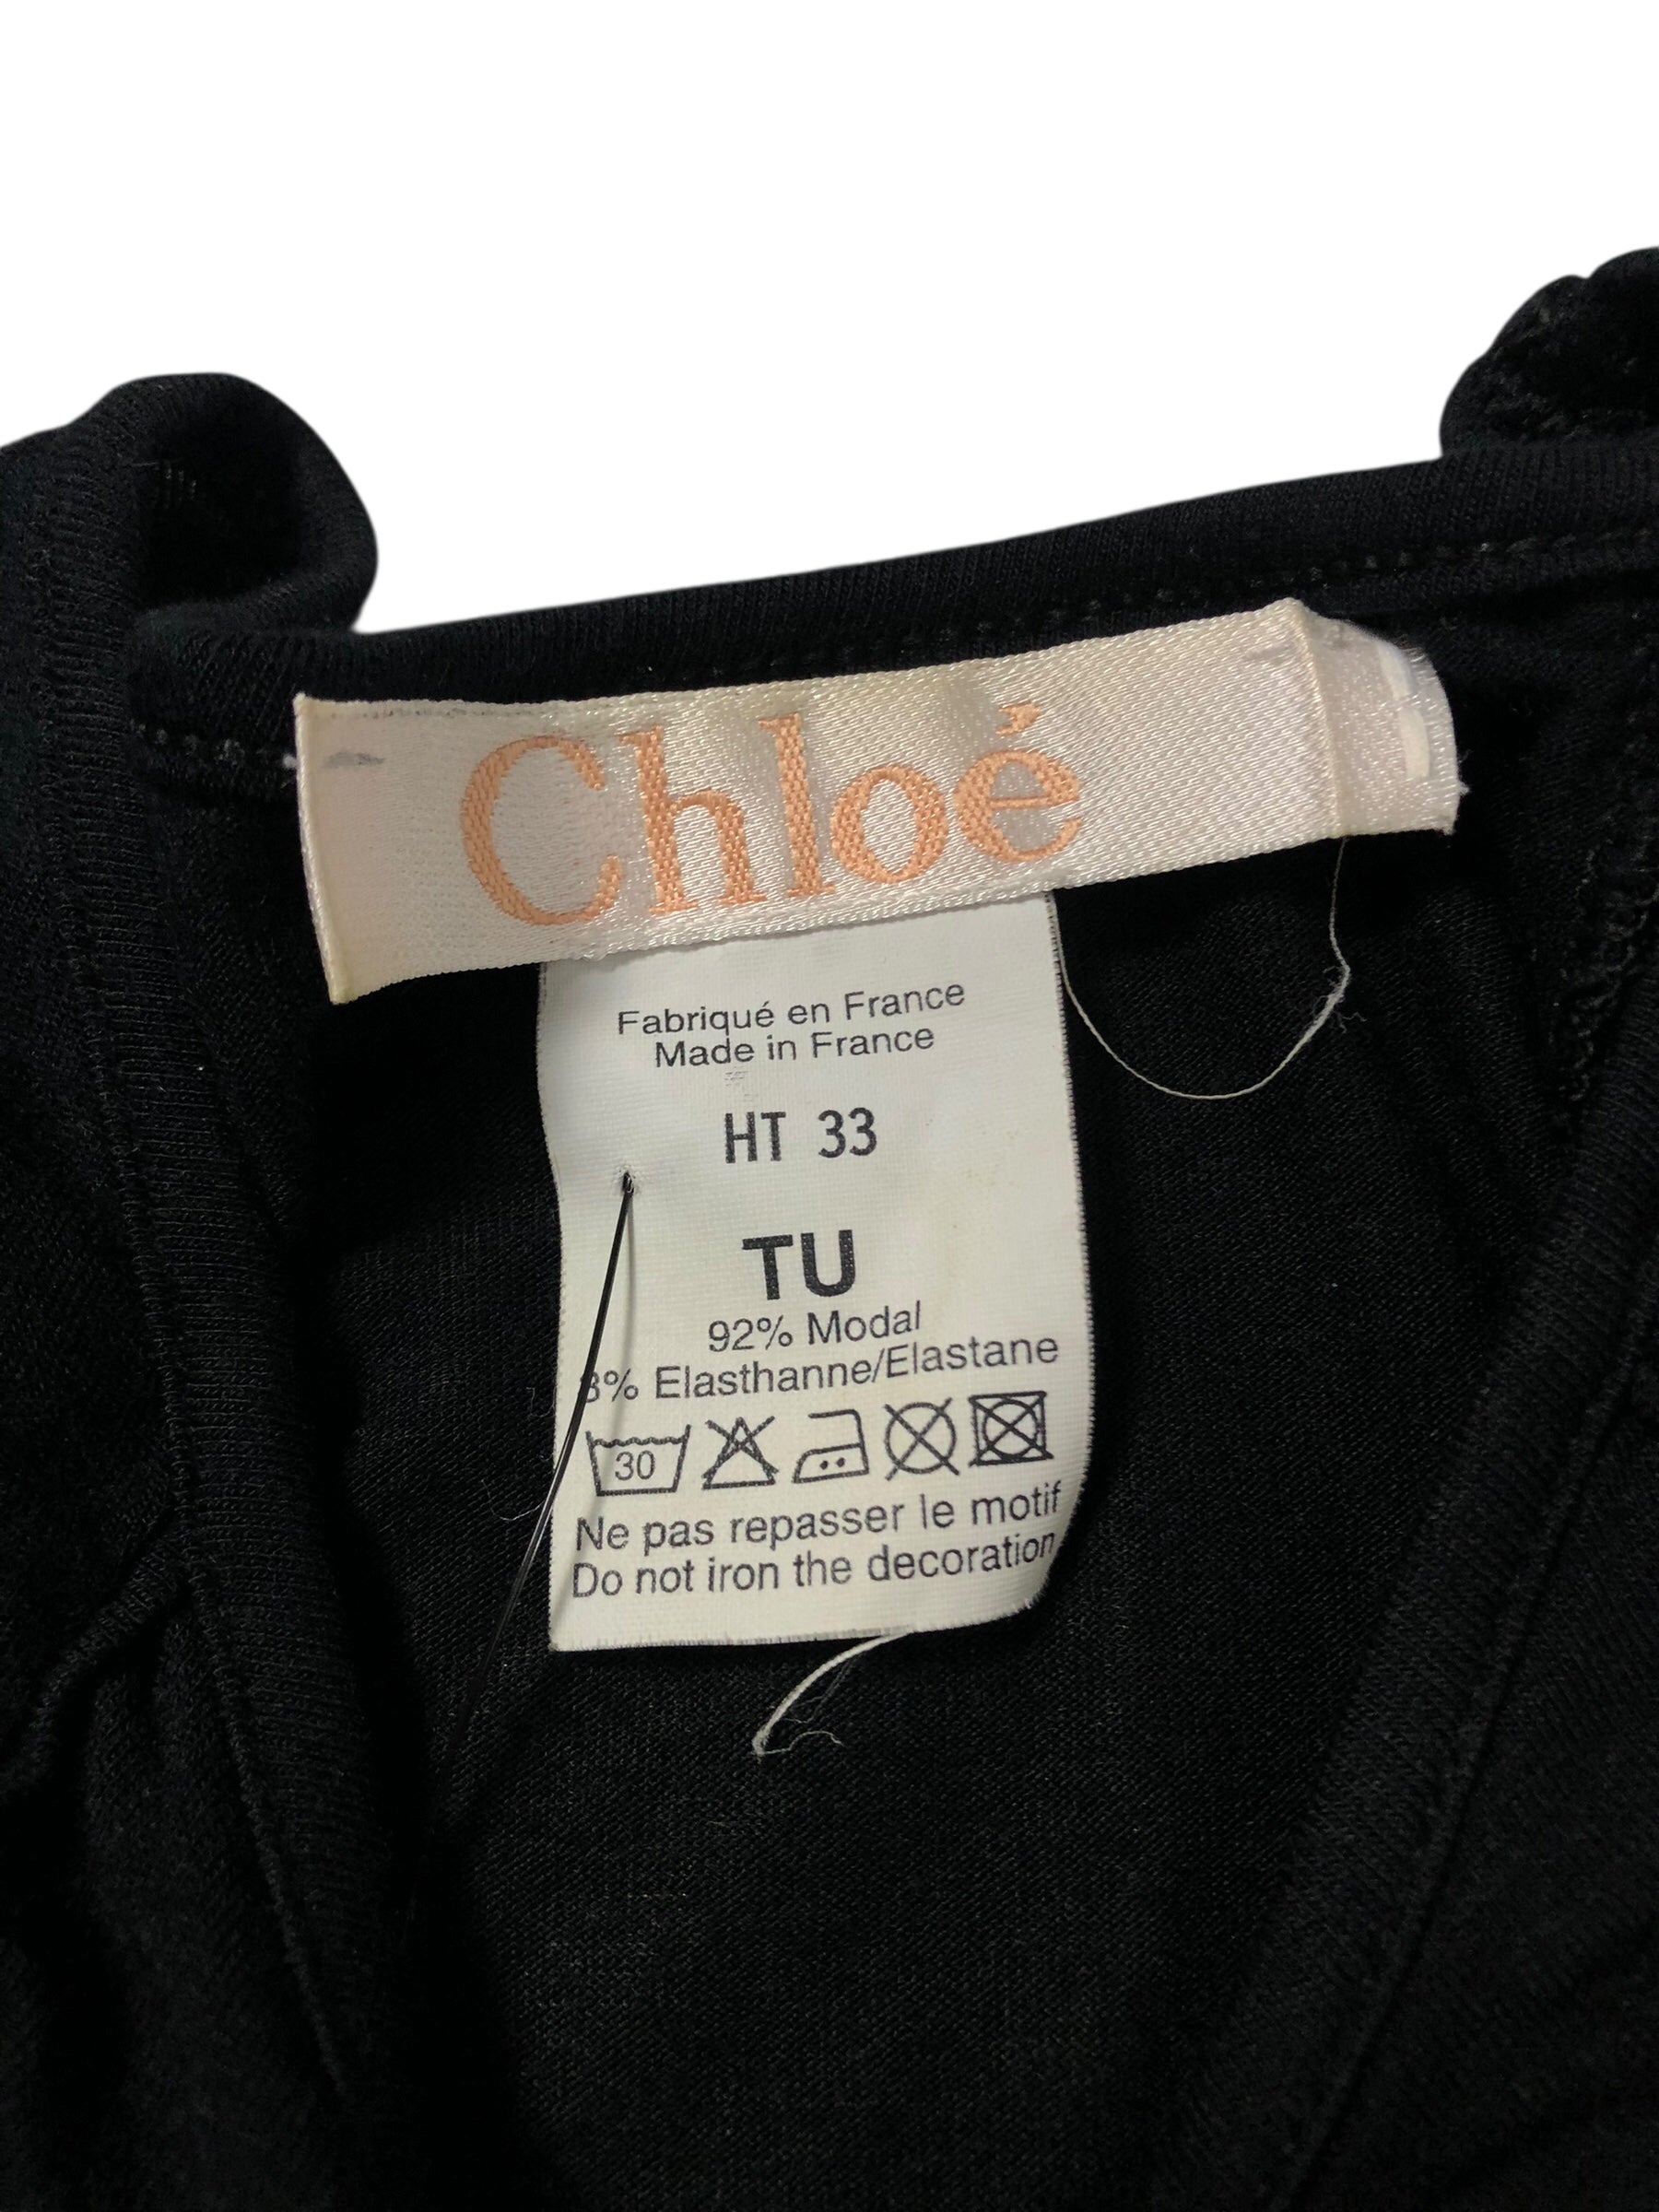 Chloé
Fabriqué en France
Made in France
HT 33
TU
92% Modal
8% Elasthanne/Elastane
30
Ne pas repasser le motif
Do not iron the decoration